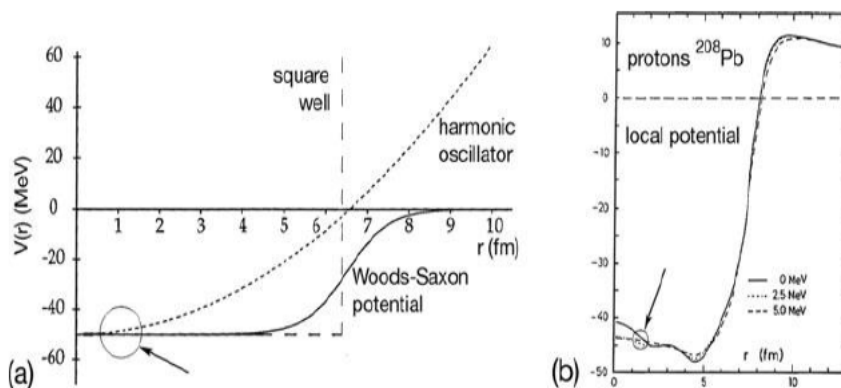 60
40
20
0
-20
-40
-60
V(r) (MeV)
1 2 3 4 5 6 7 8 9 10
r (fm)
square
well
harmonic
oscillator
Woods-Saxon
potential
(a)
10
0
-10
-20
-30
-40
-50
protons ²⁰⁸Pb
local potential
0 MeV
2.5 MeV
5.0 MeV
0 5 10
r (fm)
(b)